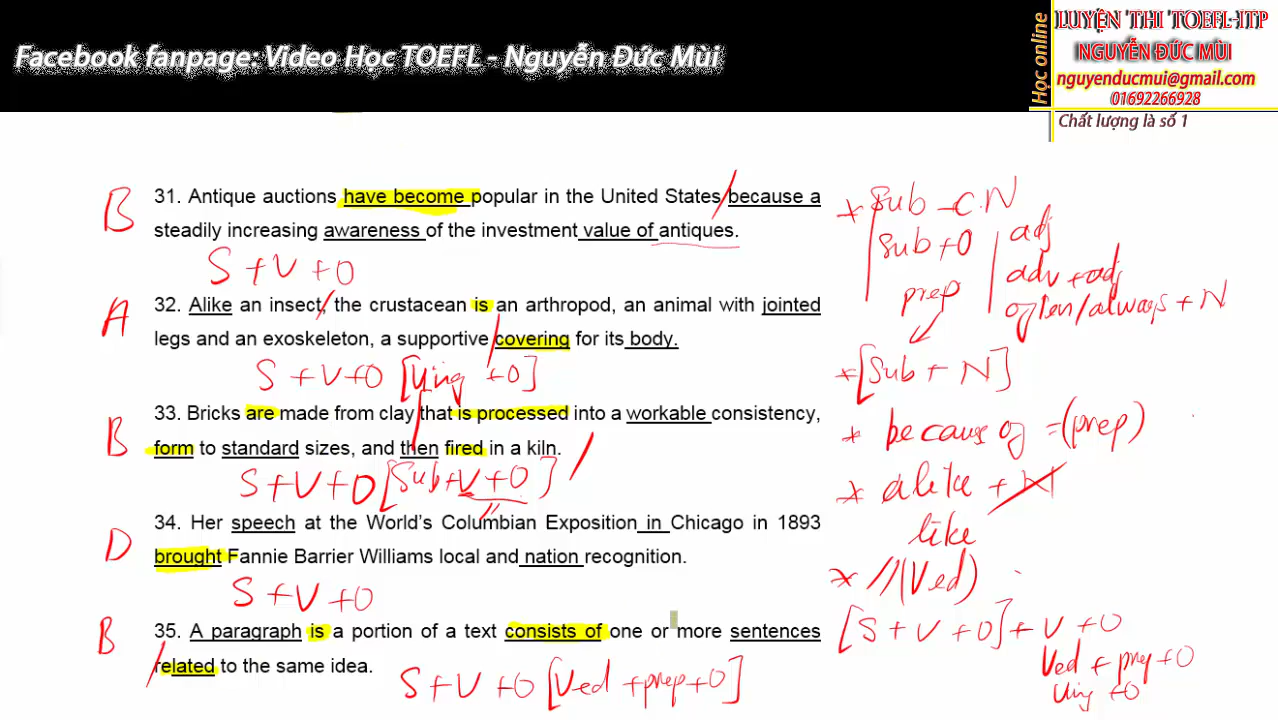 Facebook fanpage: Video Học TOEFL - Nguyễn Đức Mùi
Học online
LUYỆN THI TOEFL-ITP
NGUYỄN ĐỨC MÙI
nguyenducmui@gmail.com
01692266928
Chất lượng là số 1
B
31. Antique auctions have become popular in the United States because a
steadily increasing awareness of the investment value of antiques.
S + V + O
A
32. Alike an insect, the crustacean is an arthropod, an animal with jointed
legs and an exoskeleton, a supportive covering for its body.
S + V + O [Ving + O]
B
33. Bricks are made from clay that is processed into a workable consistency,
form to standard sizes, and then fired in a kiln.
S + V + O [Sub + V + O]
//
D
34. Her speech at the World's Columbian Exposition in Chicago in 1893
brought Fannie Barrier Williams local and nation recognition.
S + V + O
B
35. A paragraph is a portion of a text consists of one or more sentences
related to the same idea.
S + V + O [Ved + prep + O]
* Sub - C.N
Sub + O
prep
adj
adv + adj
often/always + N
* [Sub + N]
* because of = (prep)
* alike + N
like
* // (Ved)
[S + V + O] + V + O
Ved + prep + O
Ving + O